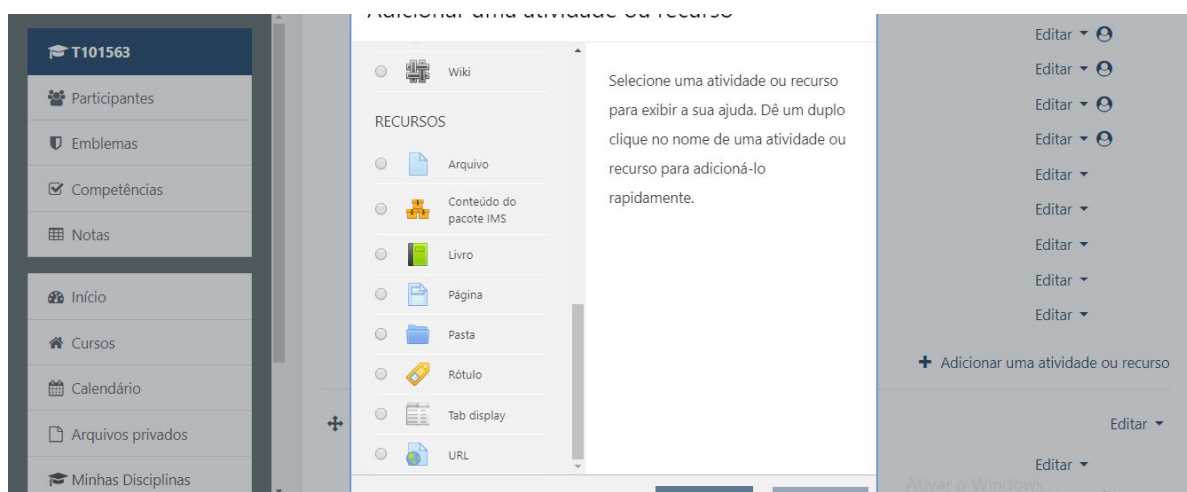 Adicionar uma atividade ou recurso
T101563
Participantes
Emblemas
Competências
Notas
Início
Cursos
Calendário
Arquivos privados
Minhas Disciplinas
Wiki
RECURSOS
Arquivo
Conteúdo do
pacote IMS
Livro
Página
Pasta
Rótulo
Tab display
URL
Selecione uma atividade ou recurso
para exibir a sua ajuda. Dê um duplo
clique no nome de uma atividade ou
recurso para adicioná-lo
rapidamente.
Editar
Editar
Editar
Editar
Editar
Editar
Editar
Editar
Editar
Adicionar uma atividade ou recurso
Editar
Editar
Ativar o Windows